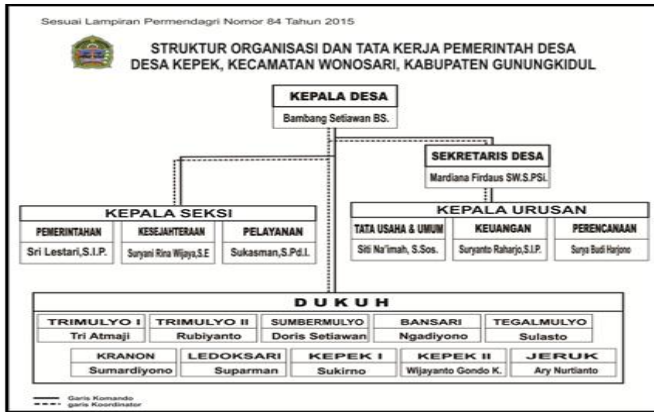 Sesuai Lampiran Permendagri Nomor 84 Tahun 2015
STRUKTUR ORGANISASI DAN TATA KERJA PEMERINTAH DESA
DESA KEPEK, KECAMATAN WONOSARI, KABUPATEN GUNUNGKIDUL
KEPALA DESA
Bambang Setiawan BS.
SEKRETARIS DESA
Mardiana Firdaus SW.S.PSi.
KEPALA SEKSI
PEMERINTAHAN KESEJAHTERAAN PELAYANAN
Sri Lestari,S.I.P. Suryani Rina Wijaya,S.E Sukasman,S.Pd.I.
KEPALA URUSAN
TATA USAHA & UMUM KEUANGAN PERENCANAAN
Siti Na'imah, S.Sos. Suryanto Raharjo,S.I.P. Surya Budi Harjono
DUKUH
TRIMULYO I TRIMULYO II SUMBERMULYO BANSARI TEGALMULYO
Tri Atmaji Rubiyanto Doris Setiawan Ngadiyono Sulasto
KRANON LEDOKSARI KEPEK I KEPEK II JERUK
Sumardiyono Suparman Sukirno Wijayanto Gondo K. Ary Nurtianto
Garis Komando
garis Koordinator